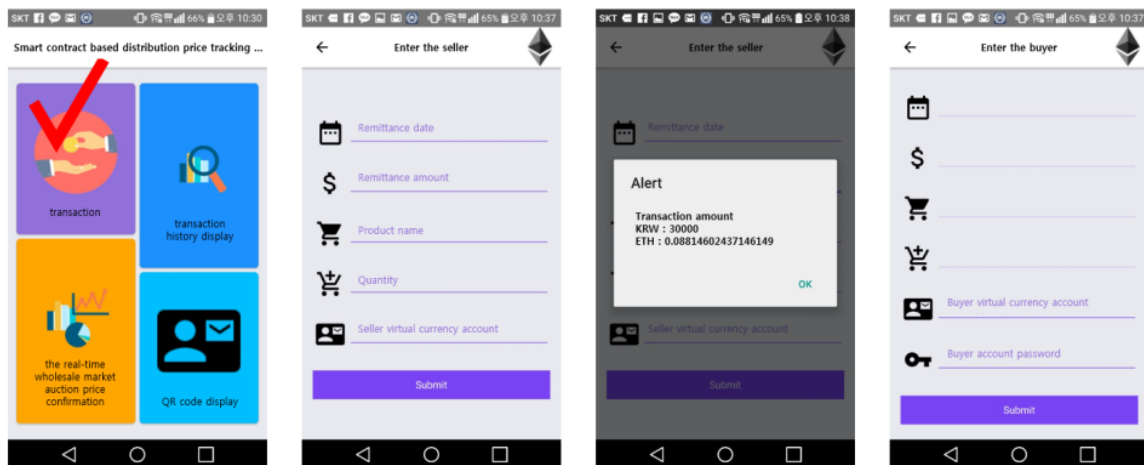 SKT 66% 오후 10:30
Smart contract based distribution price tracking ...
transaction
transaction
history display
the real-time
wholesale market
auction price
confirmation
QR code display
SKT 65% 오후 10:37
Enter the seller
Remittance date
Remittance amount
Product name
Quantity
Seller virtual currency account
Submit
SKT 65% 오후 10:38
Enter the seller
Remittance date
Alert
Transaction amount
KRW : 30000
ETH : 0.08814602437146149
OK
Seller virtual currency account
Submit
SKT 65% 오후 10:37
Enter the buyer
Buyer virtual currency account
Buyer account password
Submit